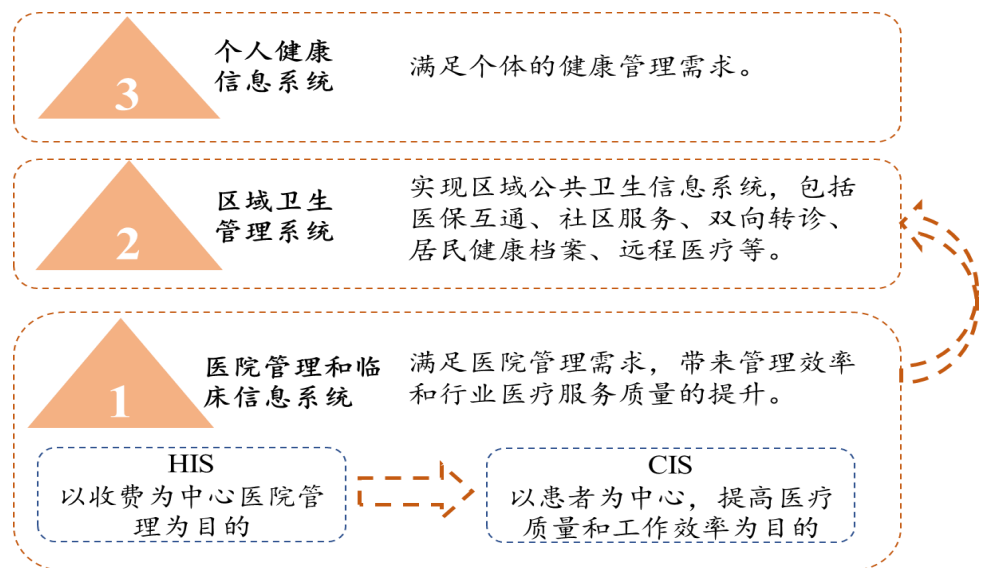 3
个人健康
信息系统
满足个体的健康管理需求。
2
区域卫生
管理系统
实现区域公共卫生信息系统，包括
医保互通、社区服务、双向转诊、
居民健康档案、远程医疗等。
1
医院管理和临
床信息系统
满足医院管理需求，带来管理效率
和行业医疗服务质量的提升。
HIS
以收费为中心医院管
理为目的
CIS
以患者为中心，提高医疗
质量和工作效率为目的